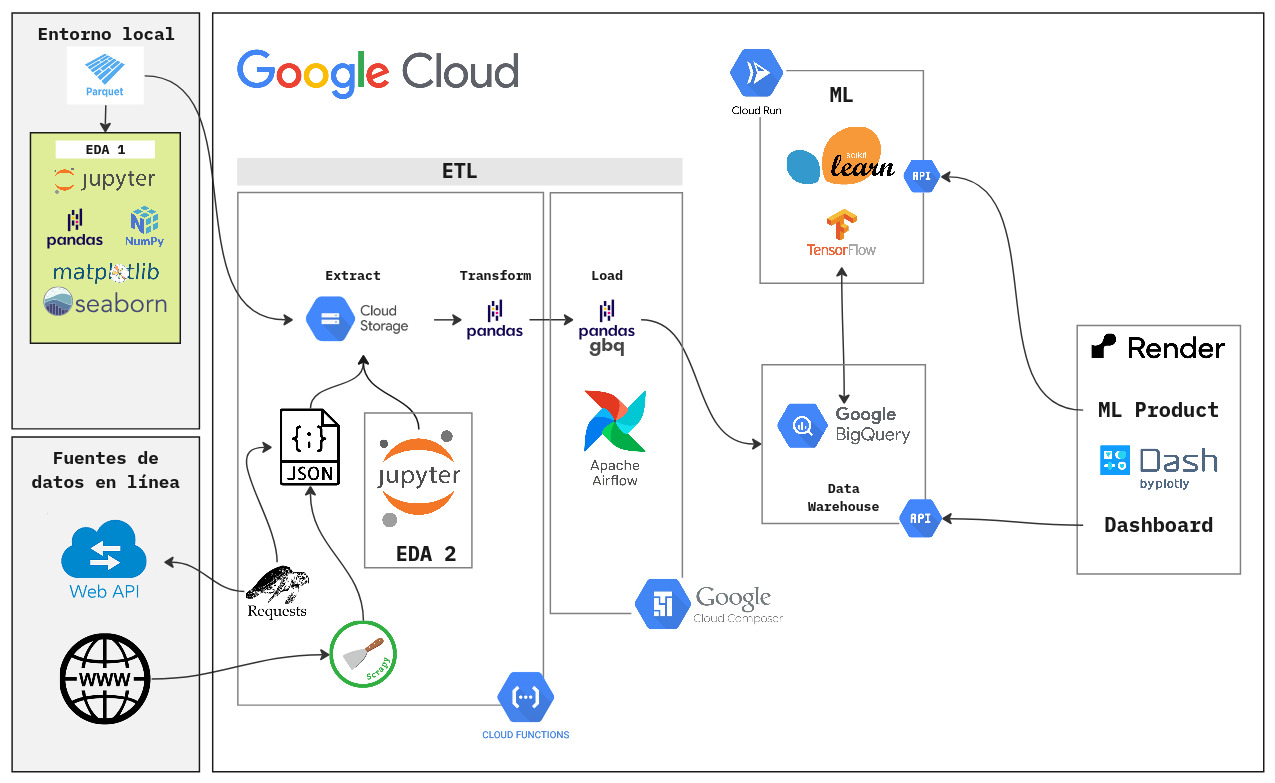 Entorno local
Parquet
EDA 1
jupyter
pandas
NumPy
matplotlib
seaborn
Fuentes de
datos en línea
Web API
WWW
Google Cloud
ETL
Extract
Cloud
Storage
Transform
pandas
Load
pandas
gbq
{;}
JSON
jupyter
EDA 2
Requests
Scrapy
CLOUD FUNCTIONS
Apache
Airflow
Google
Cloud Composer
Cloud Run
ML
scikit
learn
API
TensorFlow
Google
BigQuery
Data
Warehouse
API
Render
ML Product
Dash
by plotly
Dashboard